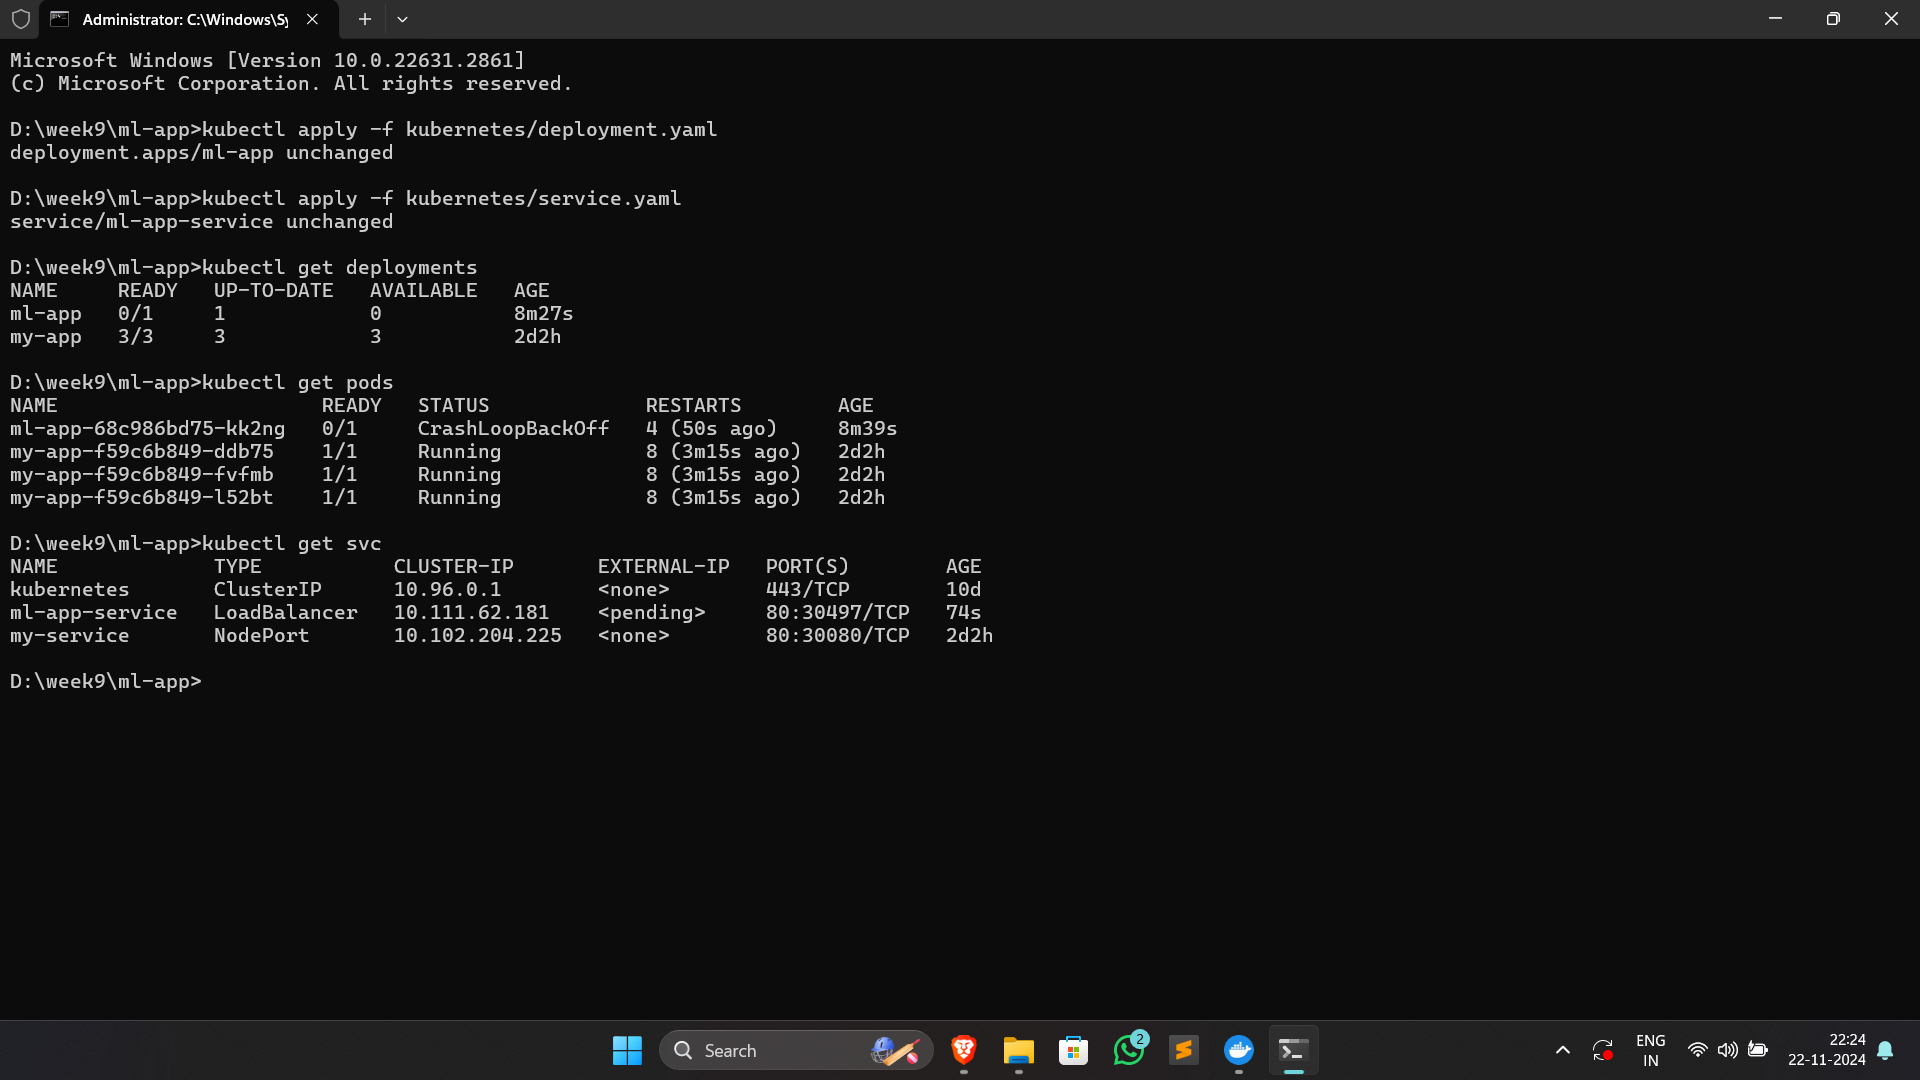 Administrator: C:\Windows\Sy
Microsoft Windows [Version 10.0.22631.2861]
(c) Microsoft Corporation. All rights reserved.
D:\week9\ml-app>kubectl apply -f kubernetes/deployment.yaml
deployment.apps/ml-app unchanged
D:\week9\ml-app>kubectl apply -f kubernetes/service.yaml
service/ml-app-service unchanged
D:\week9\ml-app>kubectl get deployments
NAME     READY   UP-TO-DATE   AVAILABLE   AGE
ml-app   0/1     1            0           8m27s
my-app   3/3     3            3           2d2h
D:\week9\ml-app>kubectl get pods
NAME                      READY   STATUS             RESTARTS        AGE
ml-app-68c986bd75-kk2ng   0/1     CrashLoopBackOff   4 (50s ago)     8m39s
my-app-f59c6b849-ddb75    1/1     Running            8 (3m15s ago)   2d2h
my-app-f59c6b849-fvfmb    1/1     Running            8 (3m15s ago)   2d2h
my-app-f59c6b849-l52bt    1/1     Running            8 (3m15s ago)   2d2h
D:\week9\ml-app>kubectl get svc
NAME             TYPE           CLUSTER-IP       EXTERNAL-IP   PORT(S)        AGE
kubernetes       ClusterIP      10.96.0.1        <none>        443/TCP        10d
ml-app-service   LoadBalancer   10.111.62.181    <pending>     80:30497/TCP   74s
my-service       NodePort       10.102.204.225   <none>        80:30080/TCP   2d2h
D:\week9\ml-app>
Search
2
ENG
IN
22:24
22-11-2024